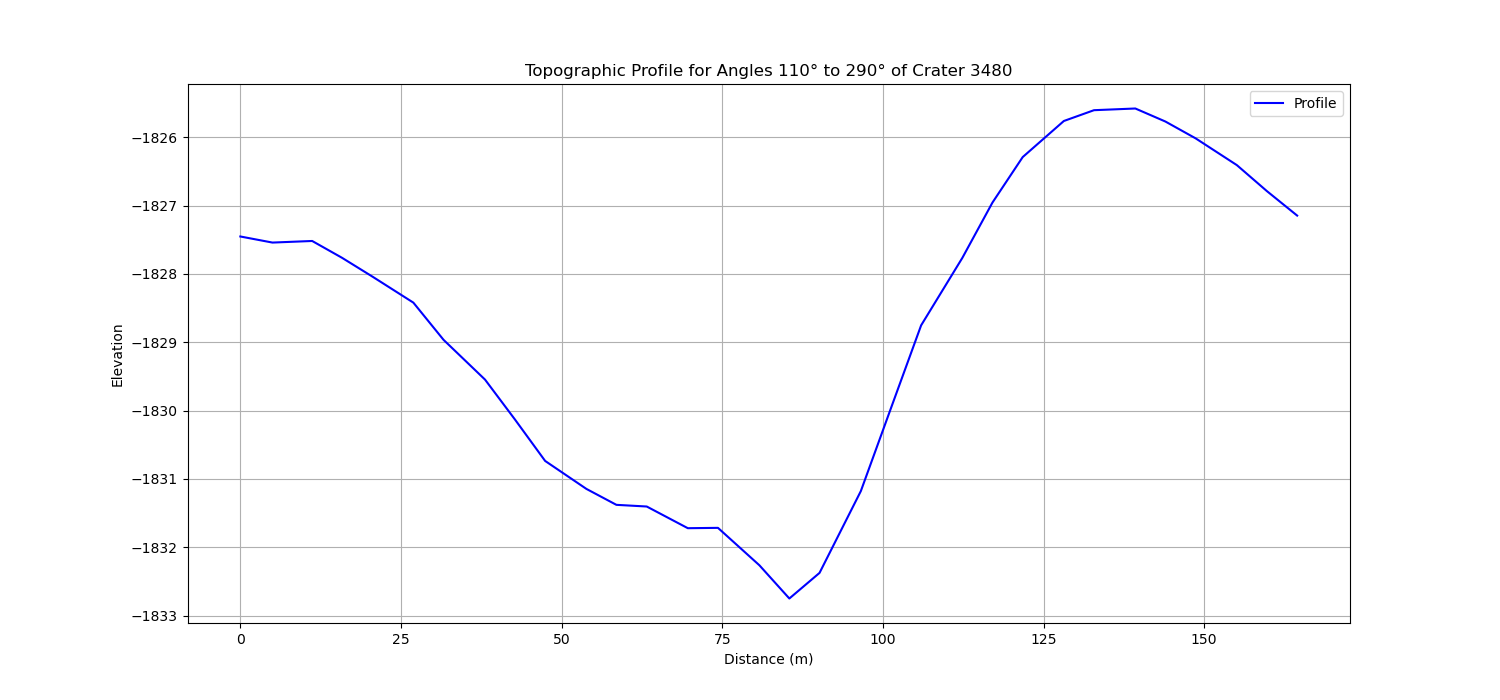 Topographic Profile for Angles 110° to 290° of Crater 3480
Profile
−1826
−1827
−1828
−1829
−1830
−1831
−1832
−1833
Elevation
0 25 50 75 100 125 150
Distance (m)